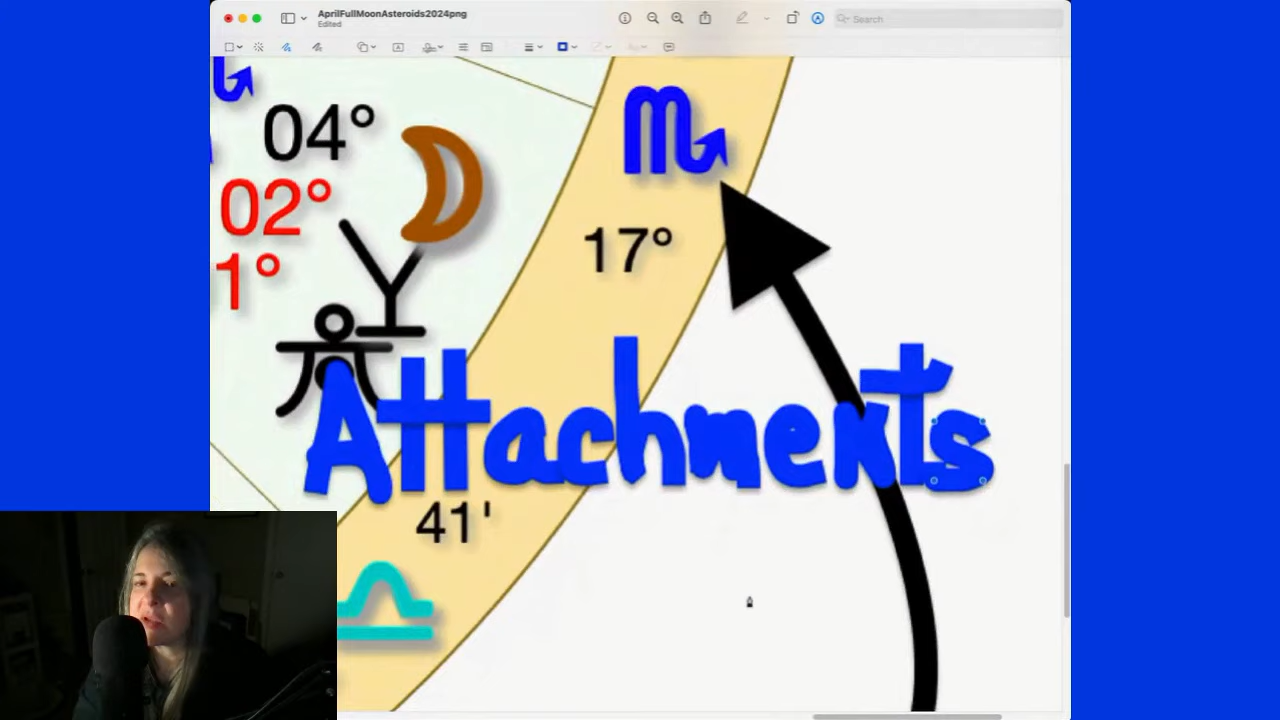 AprilFullMoonAsteroids2024png
Edited
Search
04°
02°
1°
17°
Attachments
41'